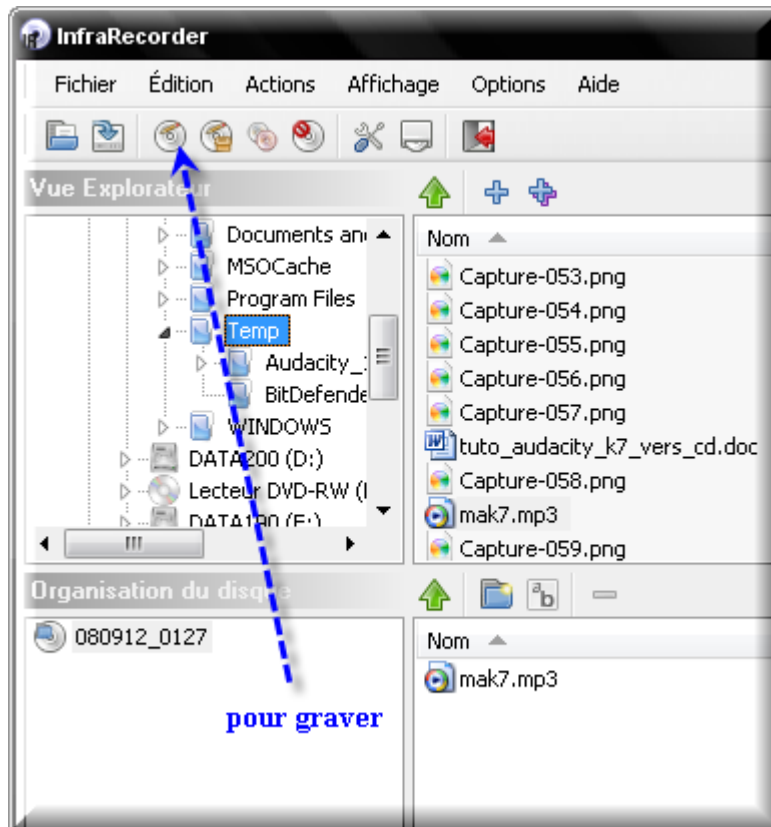 InfraRecorder
Fichier Édition Actions Affichage Options Aide
Vue Explorateur
Documents an
MSOCache
Program Files
Temp
Audacity_
BitDefende
WINDOWS
DATA200 (D:)
Lecteur DVD-RW (
DATA190 (E:)
Nom
Capture-053.png
Capture-054.png
Capture-055.png
Capture-056.png
Capture-057.png
tuto_audacity_k7_vers_cd.doc
Capture-058.png
mak7.mp3
Capture-059.png
Organisation du disque
080912_0127
pour graver
Nom
mak7.mp3